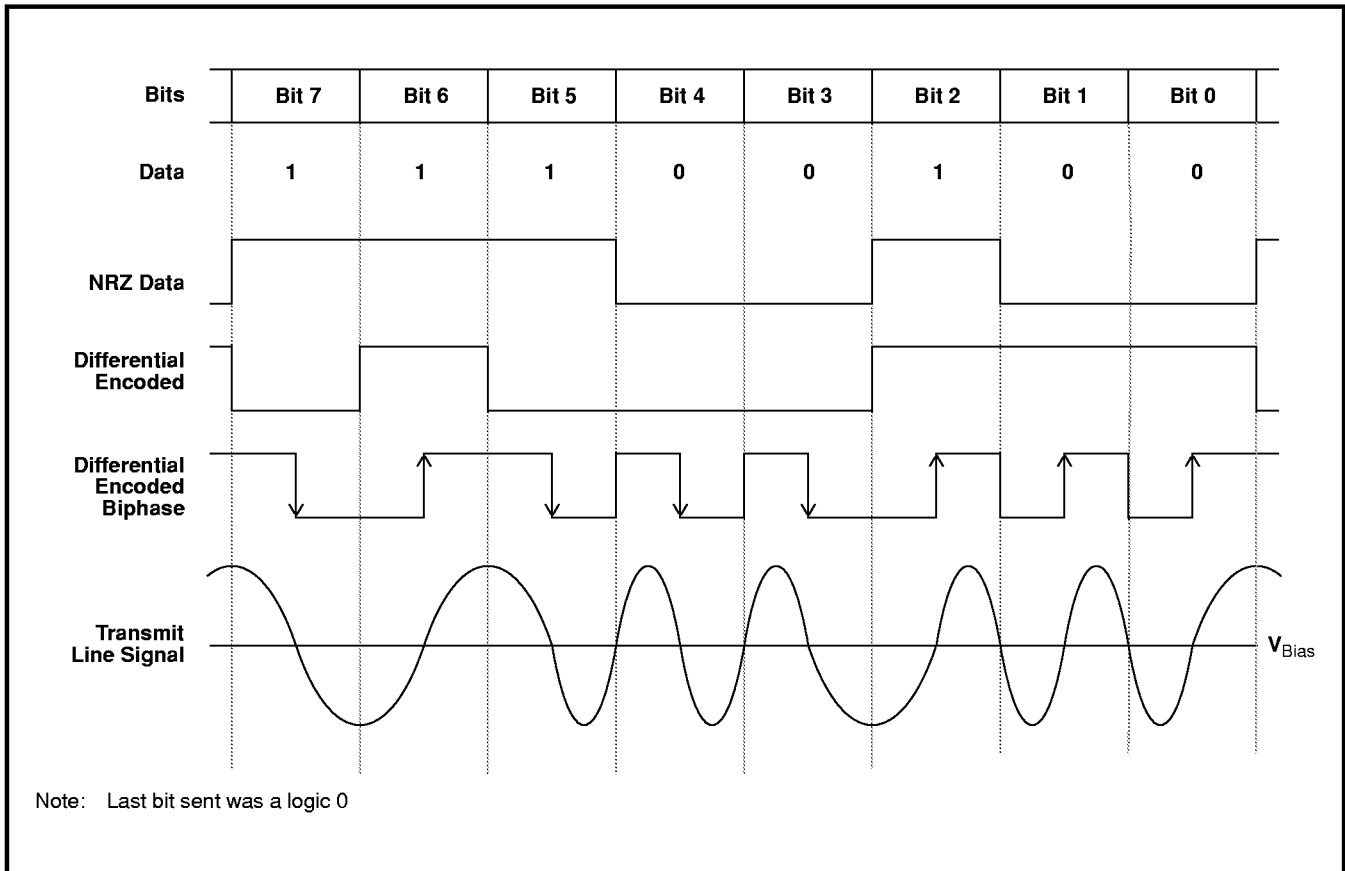 Bits Bit 7 Bit 6 Bit 5 Bit 4 Bit 3 Bit 2 Bit 1 Bit 0
Data 1 1 1 0 0 1 0 0
NRZ Data
Differential
Encoded
Differential
Encoded
Biphase
Transmit
Line Signal
VBias
Note: Last bit sent was a logic 0